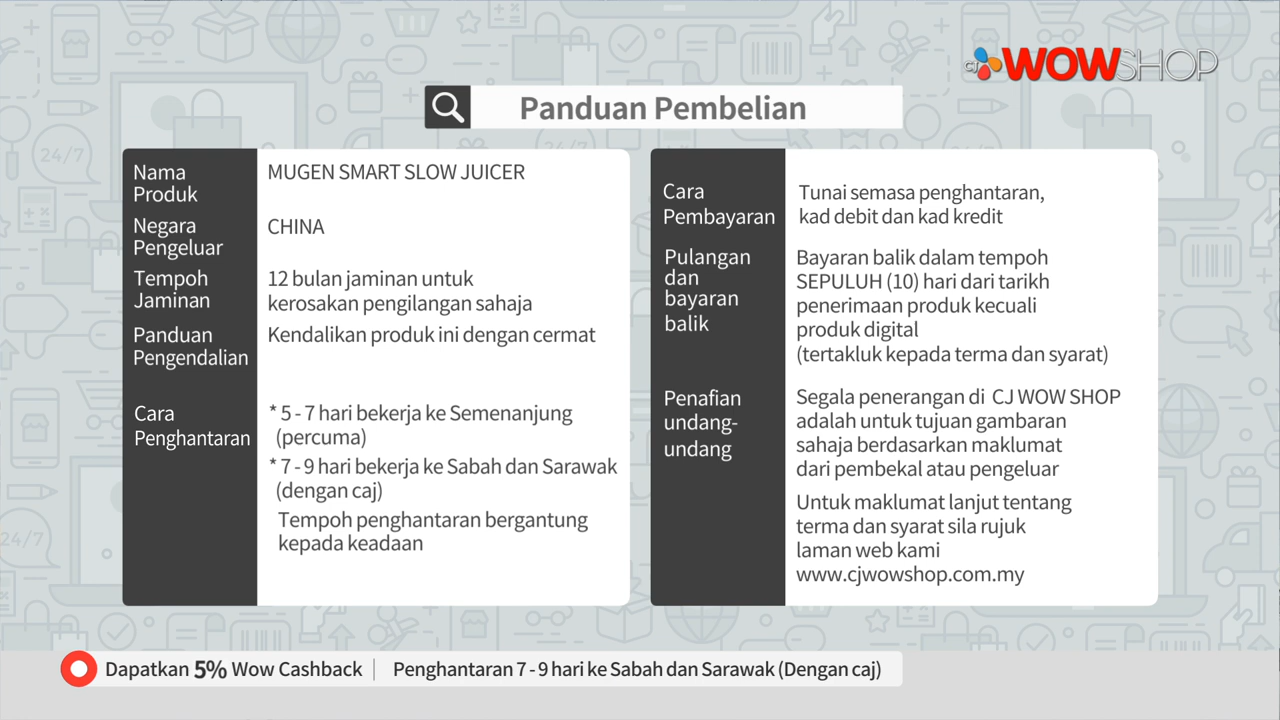 CJ WOWSHOP
Panduan Pembelian
Nama
Produk
MUGEN SMART SLOW JUICER
Negara
Pengeluar
CHINA
Tempoh
Jaminan
12 bulan jaminan untuk
kerosakan pengilangan sahaja
Panduan
Pengendalian
Kendalikan produk ini dengan cermat
Cara
Penghantaran
* 5 - 7 hari bekerja ke Semenanjung
(percuma)
* 7 - 9 hari bekerja ke Sabah dan Sarawak
(dengan caj)
Tempoh penghantaran bergantung
kepada keadaan
Cara
Pembayaran
Tunai semasa penghantaran,
kad debit dan kad kredit
Pulangan
dan
bayaran
balik
Bayaran balik dalam tempoh
SEPULUH (10) hari dari tarikh
penerimaan produk kecuali
produk digital
(tertakluk kepada terma dan syarat)
Penafian
undang-
undang
Segala penerangan di CJ WOW SHOP
adalah untuk tujuan gambaran
sahaja berdasarkan maklumat
dari pembekal atau pengeluar
Untuk maklumat lanjut tentang
terma dan syarat sila rujuk
laman web kami
www.cjwowshop.com.my
Dapatkan 5% Wow Cashback | Penghantaran 7 - 9 hari ke Sabah dan Sarawak (Dengan caj)
24/7
24/7